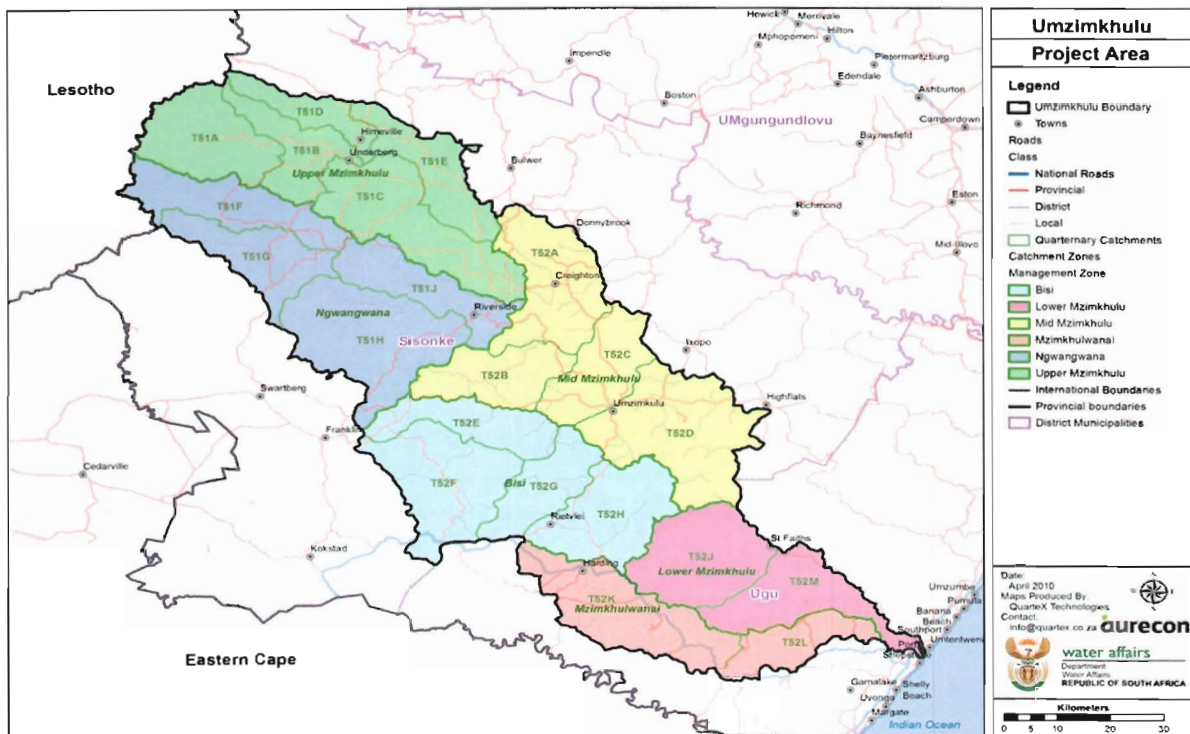 Umzimkhulu
Project Area
Legend
Umzimkhulu Boundary
Towns
Roads
Class
National Roads
Provincial
District
Local
Quarternary Catchments
Catchment Zones
Management Zone
Bisi
Lower Mzimkhulu
Mid Mzimkhulu
Mzimkhulwanai
Ngwangwana
Upper Mzimkhulu
International Boundaries
Provincial boundaries
District Municipalities
Date:
April 2010
Maps Produced By
QuarteX Technologies
Contact:
info@quartex.co.za
aurecon
water affairs
Department
Water Affairs
REPUBLIC OF SOUTH AFRICA
Kilometers
0 5 10 20 30
Lesotho
Howick
Merrivale
Hilton
Mphopomeni
Impendle
Pietermaritzburg
Edendale
Ashburton
Boston
UMgungundlovu
Camperdown
Baynesfield
T51D
T51A
Himeville
T51B
Underberg
T51E
Upper Mzimkhulu
Bulwer
T51C
Eston
Richmond
T51F
Donnybrook
Mid-Illovo
T52A
T51G
Creighton
T51J
Ngwangwana
Riverside
T51H
Sisonke
T52C
Ixopo
T52B
Mid Mzimkhulu
Swartberg
Umzimkulu
Highflats
T52E
T52D
Franklin
Cedarville
T52F
Bisi
T52G
Rietvlei
T52H
Kokstad
St Faiths
T52J
Harding
Lower Mzimkhulu
T52M
T52K
Ugu
Mzimkhulwanai
Umzumbe
Pumula
Banana
Beach
Southport
T52L
Umtentweni
Port
Shepstone
Eastern Cape
Gamalake
Shelly
Beach
Uvongo
Margate
Indian Ocean